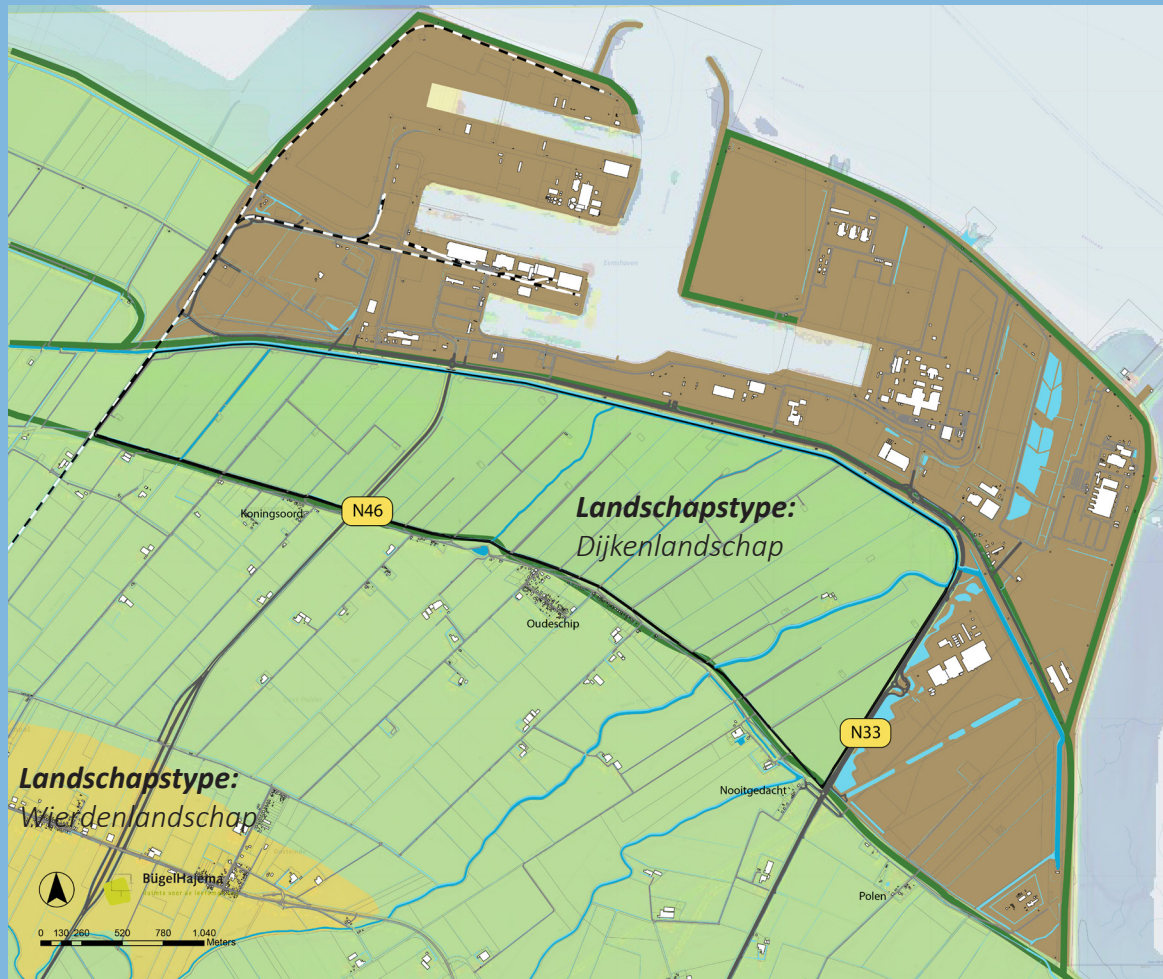 Koningsoord
N46
Landschapstype:
Dijkenlandschap
Oudeschip
N33
Landschapstype:
Wierdenlandschap
Nooitgedacht
BügelHajema
Polen
0 130 260 520 780 1.040
Meters